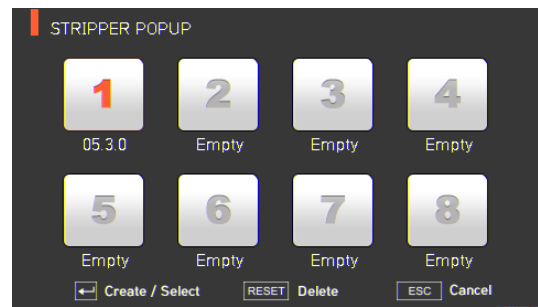 STRIPPER POPUP
1 2 3 4
05.3.0 Empty Empty Empty
5 6 7 8
Empty Empty Empty Empty
Create / Select RESET Delete ESC Cancel